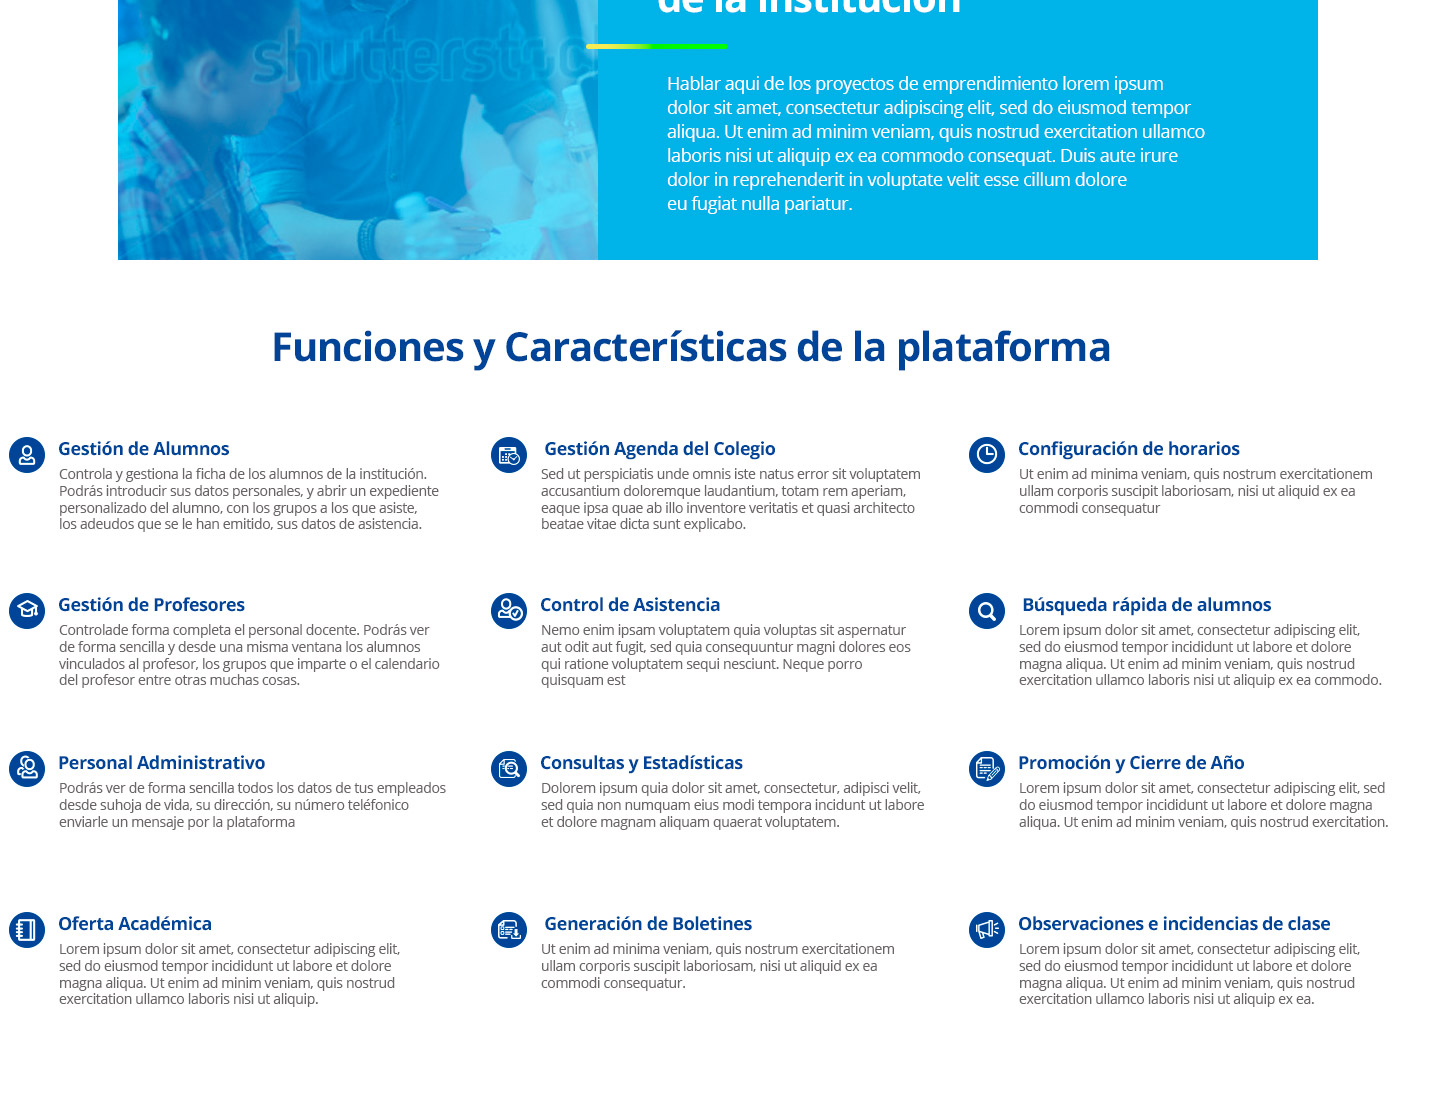 de la institución
shutterstoc
Hablar aqui de los proyectos de emprendimiento lorem ipsum
dolor sit amet, consectetur adipiscing elit, sed do eiusmod tempor
aliqua. Ut enim ad minim veniam, quis nostrud exercitation ullamco
laboris nisi ut aliquip ex ea commodo consequat. Duis aute irure
dolor in reprehenderit in voluptate velit esse cillum dolore
eu fugiat nulla pariatur.
Funciones y Características de la plataforma
Gestión de Alumnos
Controla y gestiona la ficha de los alumnos de la institución.
Podrás introducir sus datos personales, y abrir un expediente
personalizado del alumno, con los grupos a los que asiste,
los adeudos que se le han emitido, sus datos de asistencia.
Gestión Agenda del Colegio
Sed ut perspiciatis unde omnis iste natus error sit voluptatem
accusantium doloremque laudantium, totam rem aperiam,
eaque ipsa quae ab illo inventore veritatis et quasi architecto
beatae vitae dicta sunt explicabo.
Configuración de horarios
Ut enim ad minima veniam, quis nostrum exercitationem
ullam corporis suscipit laboriosam, nisi ut aliquid ex ea
commodi consequatur
Gestión de Profesores
Controlade forma completa el personal docente. Podrás ver
de forma sencilla y desde una misma ventana los alumnos
vinculados al profesor, los grupos que imparte o el calendario
del profesor entre otras muchas cosas.
Control de Asistencia
Nemo enim ipsam voluptatem quia voluptas sit aspernatur
aut odit aut fugit, sed quia consequuntur magni dolores eos
qui ratione voluptatem sequi nesciunt. Neque porro
quisquam est
Búsqueda rápida de alumnos
Lorem ipsum dolor sit amet, consectetur adipiscing elit,
sed do eiusmod tempor incididunt ut labore et dolore
magna aliqua. Ut enim ad minim veniam, quis nostrud
exercitation ullamco laboris nisi ut aliquip ex ea commodo.
Personal Administrativo
Podrás ver de forma sencilla todos los datos de tus empleados
desde suhoja de vida, su dirección, su número teléfonico
enviarle un mensaje por la plataforma
Consultas y Estadísticas
Dolorem ipsum quia dolor sit amet, consectetur, adipisci velit,
sed quia non numquam eius modi tempora incidunt ut labore
et dolore magnam aliquam quaerat voluptatem.
Promoción y Cierre de Año
Lorem ipsum dolor sit amet, consectetur adipiscing elit, sed
do eiusmod tempor incididunt ut labore et dolore magna
aliqua. Ut enim ad minim veniam, quis nostrud exercitation.
Oferta Académica
Lorem ipsum dolor sit amet, consectetur adipiscing elit,
sed do eiusmod tempor incididunt ut labore et dolore
magna aliqua. Ut enim ad minim veniam, quis nostrud
exercitation ullamco laboris nisi ut aliquip.
Generación de Boletines
Ut enim ad minima veniam, quis nostrum exercitationem
ullam corporis suscipit laboriosam, nisi ut aliquid ex ea
commodi consequatur.
Observaciones e incidencias de clase
Lorem ipsum dolor sit amet, consectetur adipiscing elit,
sed do eiusmod tempor incididunt ut labore et dolore
magna aliqua. Ut enim ad minim veniam, quis nostrud
exercitation ullamco laboris nisi ut aliquip ex ea.